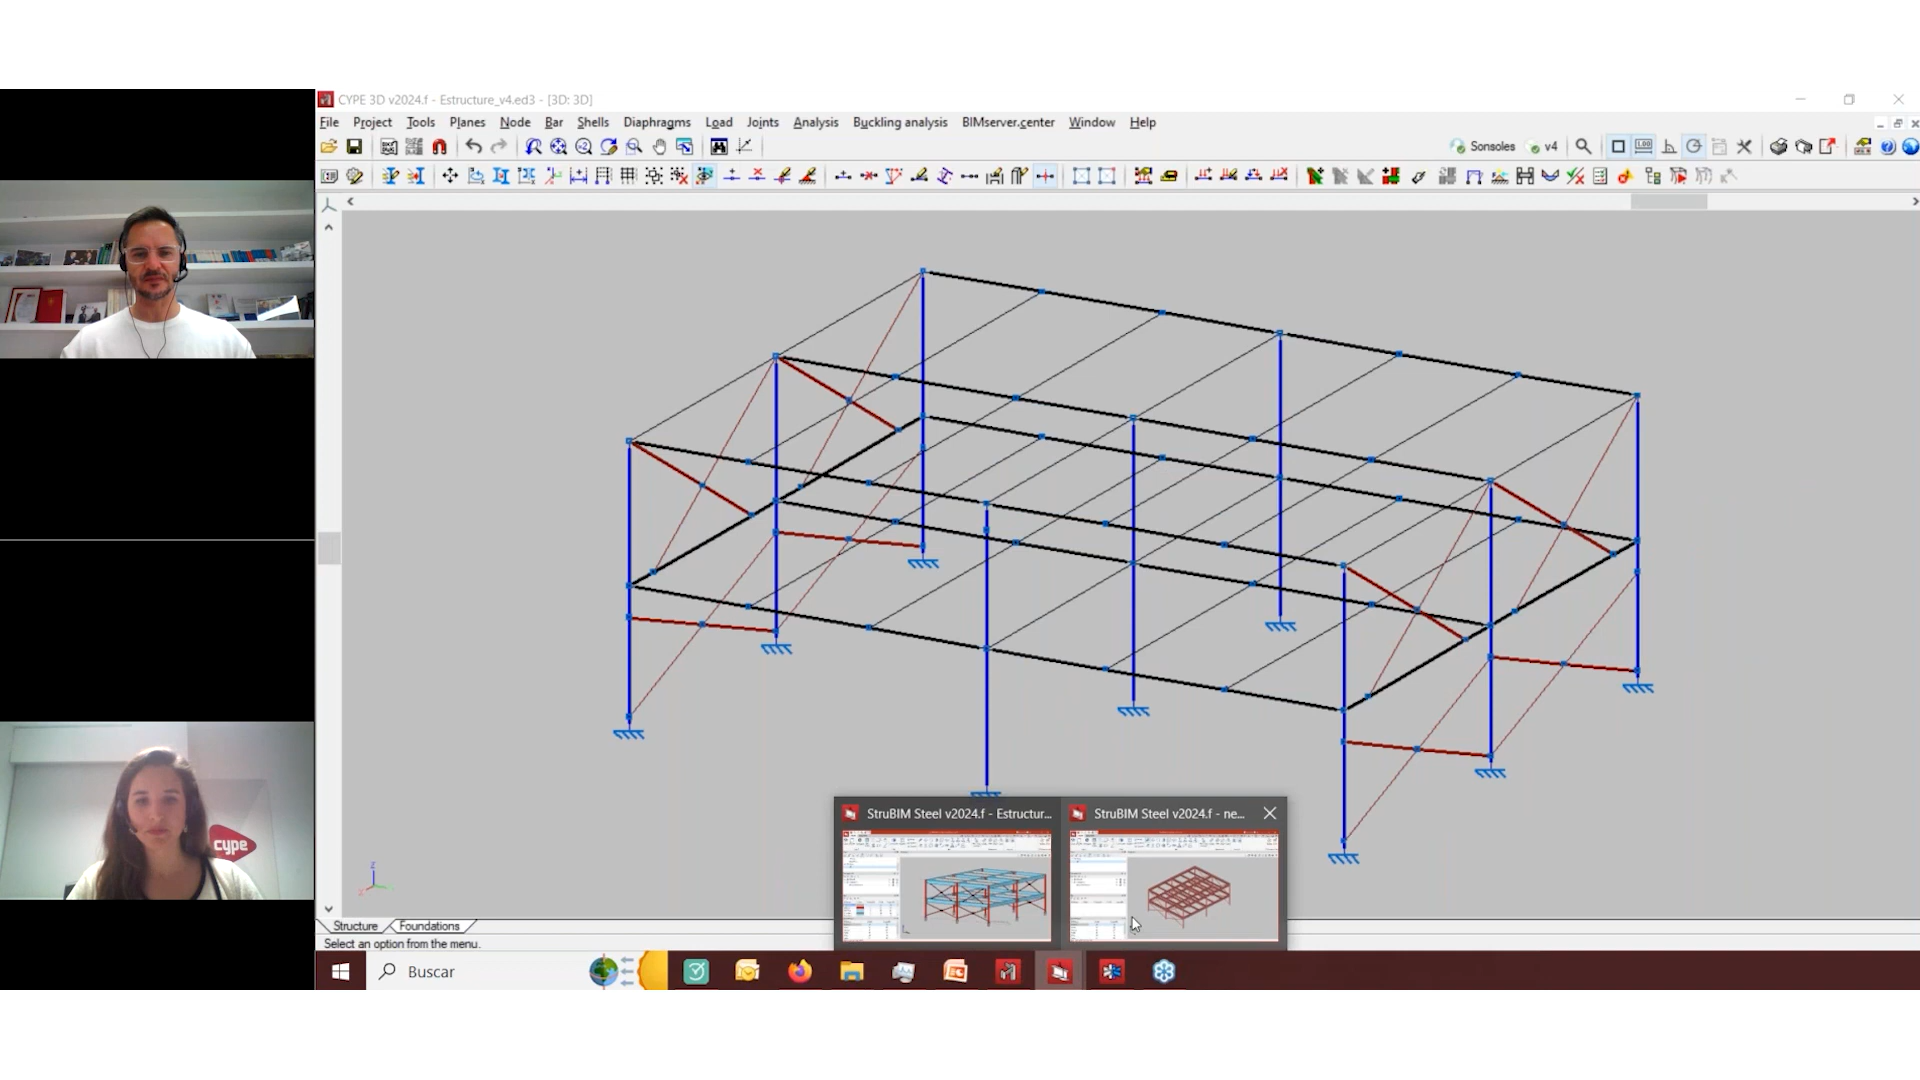 CYPE 3D v2024.f - Estructure_v4.ed3 - [3D: 3D]
File Project Tools Planes Node Bar Shells Diaphragms Load Joints Analysis Buckling analysis BIMserver.center Window Help
Sonsoles v4
cype
StruBIM Steel v2024.f - Estructur... StruBIM Steel v2024.f - ne...
z
Structure Foundations
Select an option from the menu.
Buscar